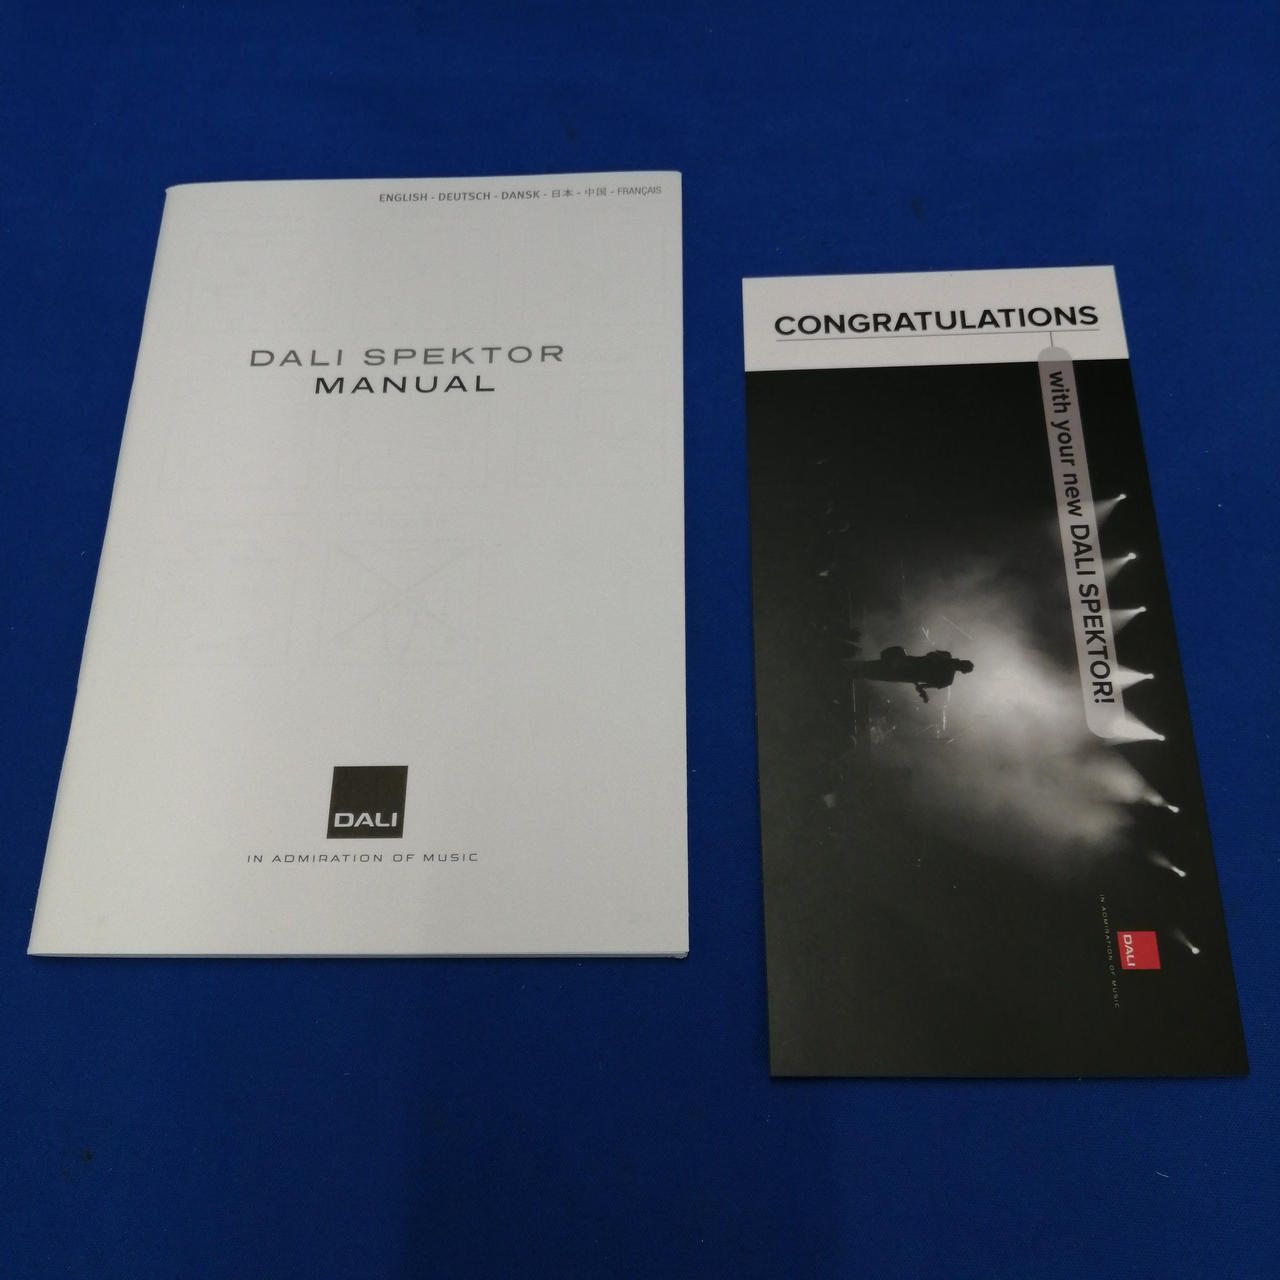 ENGLISH - DEUTSCH - DANSK - 日本 - 中国 - FRANÇAIS
DALI SPEKTOR
MANUAL
DALI
IN ADMIRATION OF MUSIC
CONGRATULATIONS
with your new DALI SPEKTOR!
DALI
IN ADMIRATION OF MUSIC